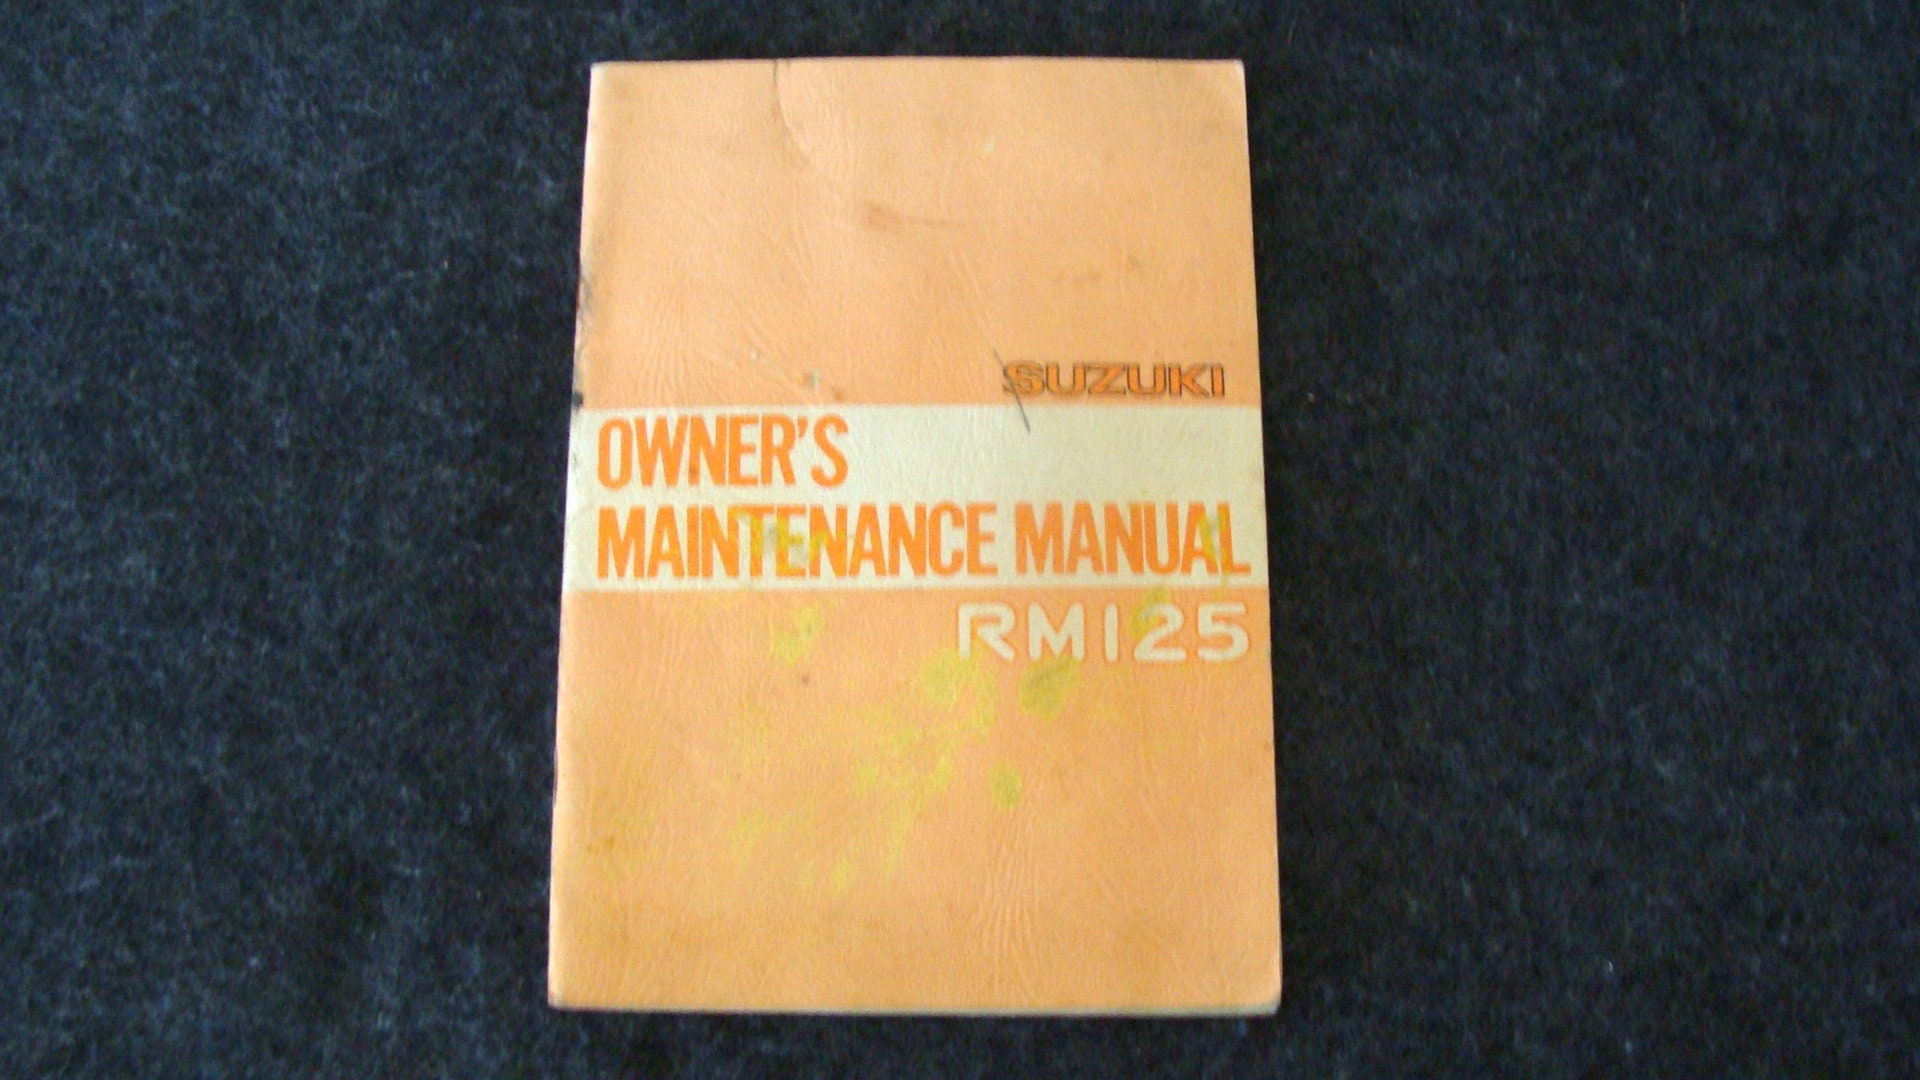 SUZUKI
OWNER'S
MAINTENANCE MANUAL
RM125